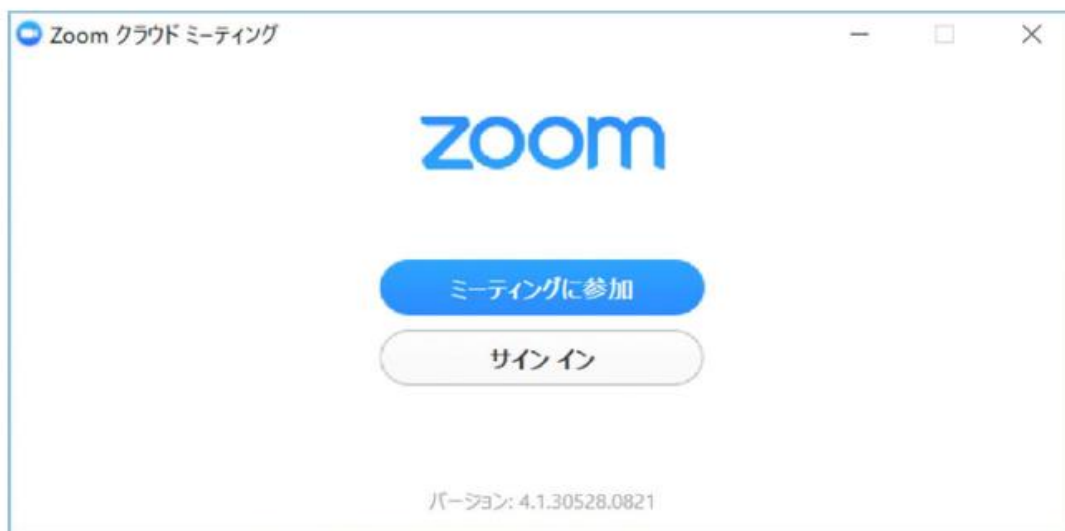 Zoom クラウド ミーティング
zoom
ミーティングに参加
サイン イン
バージョン: 4.1.30528.0821